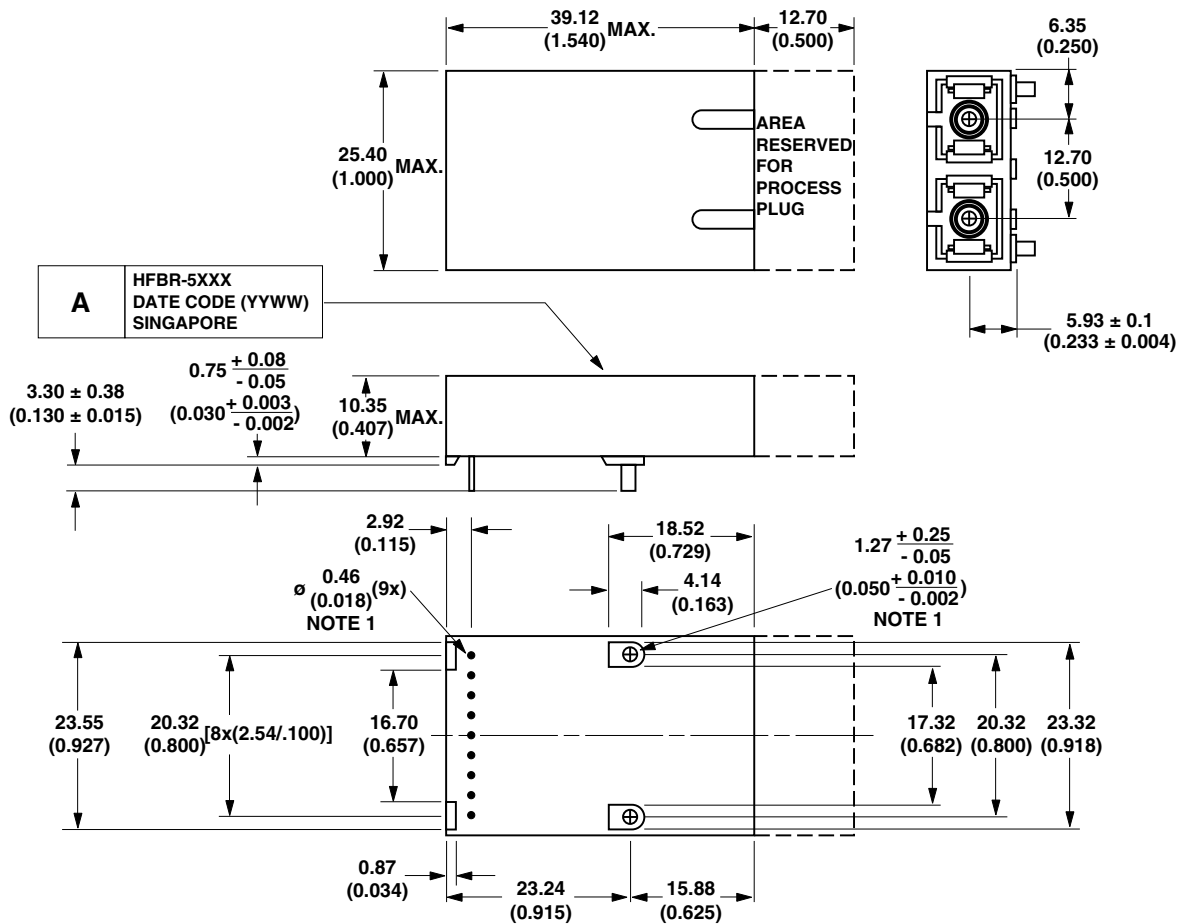 39.12
(1.540)
MAX.
12.70
(0.500)
6.35
(0.250)
25.40
(1.000)
MAX.
AREA
RESERVED
FOR
PROCESS
PLUG
12.70
(0.500)
A
HFBR-5XXX
DATE CODE (YYWW)
SINGAPORE
5.93 ± 0.1
(0.233 ± 0.004)
3.30 ± 0.38
(0.130 ± 0.015)
0.75 + 0.08
- 0.05
(0.030 + 0.003
- 0.002)
10.35
(0.407)
MAX.
2.92
(0.115)
18.52
(0.729)
1.27 + 0.25
- 0.05
(0.050 + 0.010
- 0.002)
NOTE 1
4.14
(0.163)
ø 0.46
(0.018) (9x)
NOTE 1
23.55
(0.927)
20.32
(0.800)
[8x(2.54/.100)]
16.70
(0.657)
17.32
(0.682)
20.32
(0.800)
23.32
(0.918)
0.87
(0.034)
23.24
(0.915)
15.88
(0.625)